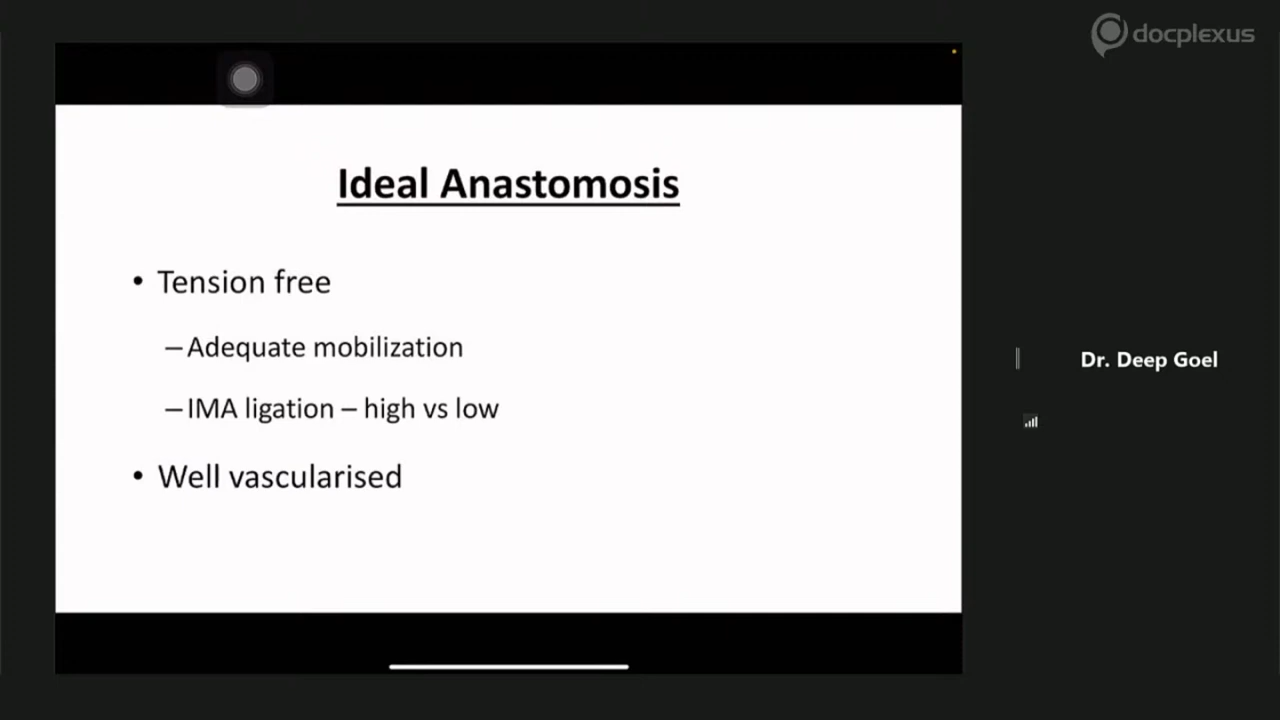 docplexus
Ideal Anastomosis
• Tension free
– Adequate mobilization
– IMA ligation – high vs low
• Well vascularised
Dr. Deep Goel